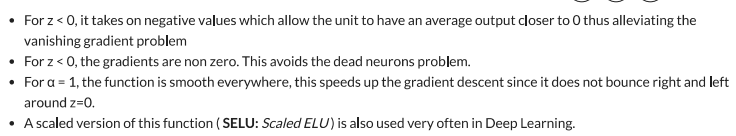 • For z < 0, it takes on negative values which allow the unit to have an average output closer to 0 thus alleviating the
vanishing gradient problem
• For z < 0, the gradients are non zero. This avoids the dead neurons problem.
• For α = 1, the function is smooth everywhere, this speeds up the gradient descent since it does not bounce right and left
around z=0.
• A scaled version of this function ( SELU: Scaled ELU ) is also used very often in Deep Learning.